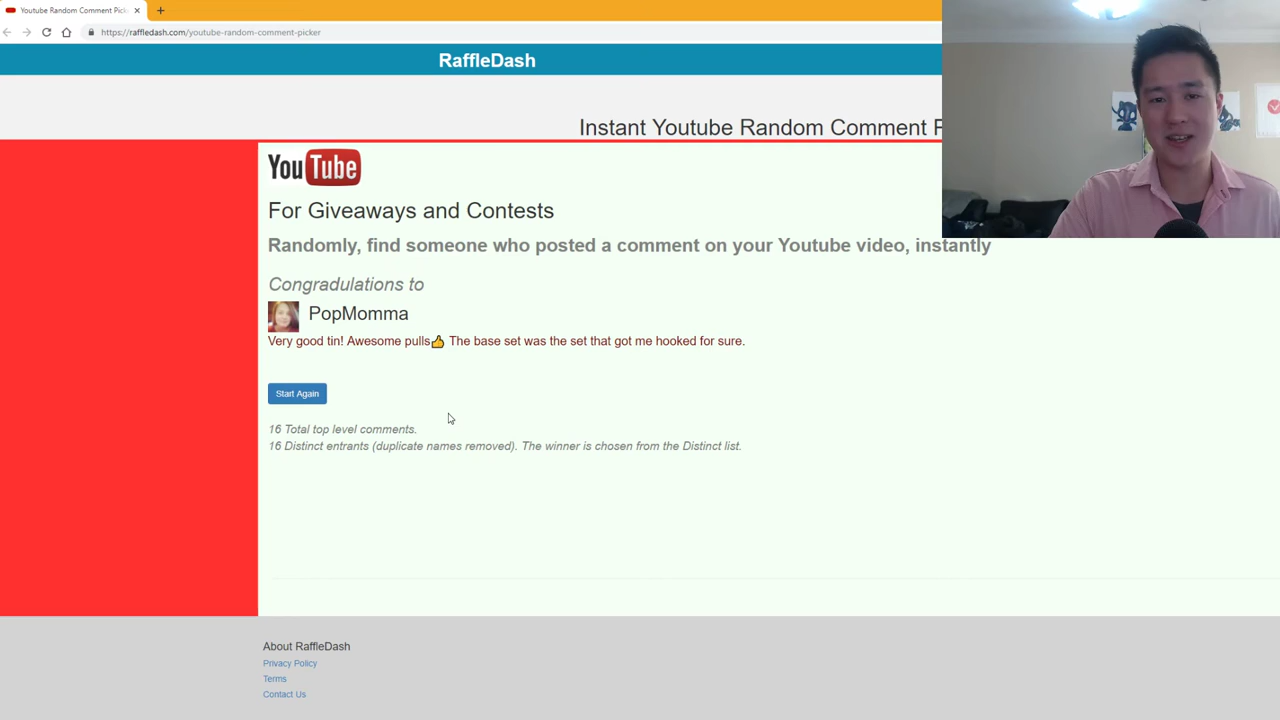 Youtube Random Comment Pick
https://raffledash.com/youtube-random-comment-picker
RaffleDash
Instant Youtube Random Comment P
YouTube
For Giveaways and Contests
Randomly, find someone who posted a comment on your Youtube video, instantly
Congradulations to
PopMomma
Very good tin! Awesome pulls👍 The base set was the set that got me hooked for sure.
Start Again
16 Total top level comments.
16 Distinct entrants (duplicate names removed). The winner is chosen from the Distinct list.
About RaffleDash
Privacy Policy
Terms
Contact Us